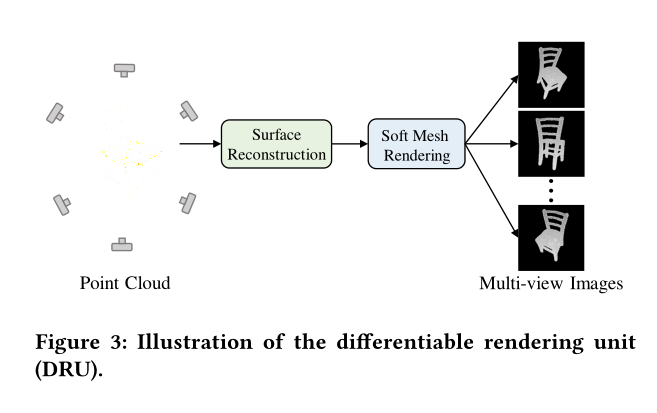 Surface
Reconstruction
Soft Mesh
Rendering
Point Cloud
Multi-view Images
Figure 3: Illustration of the differentiable rendering unit
(DRU).